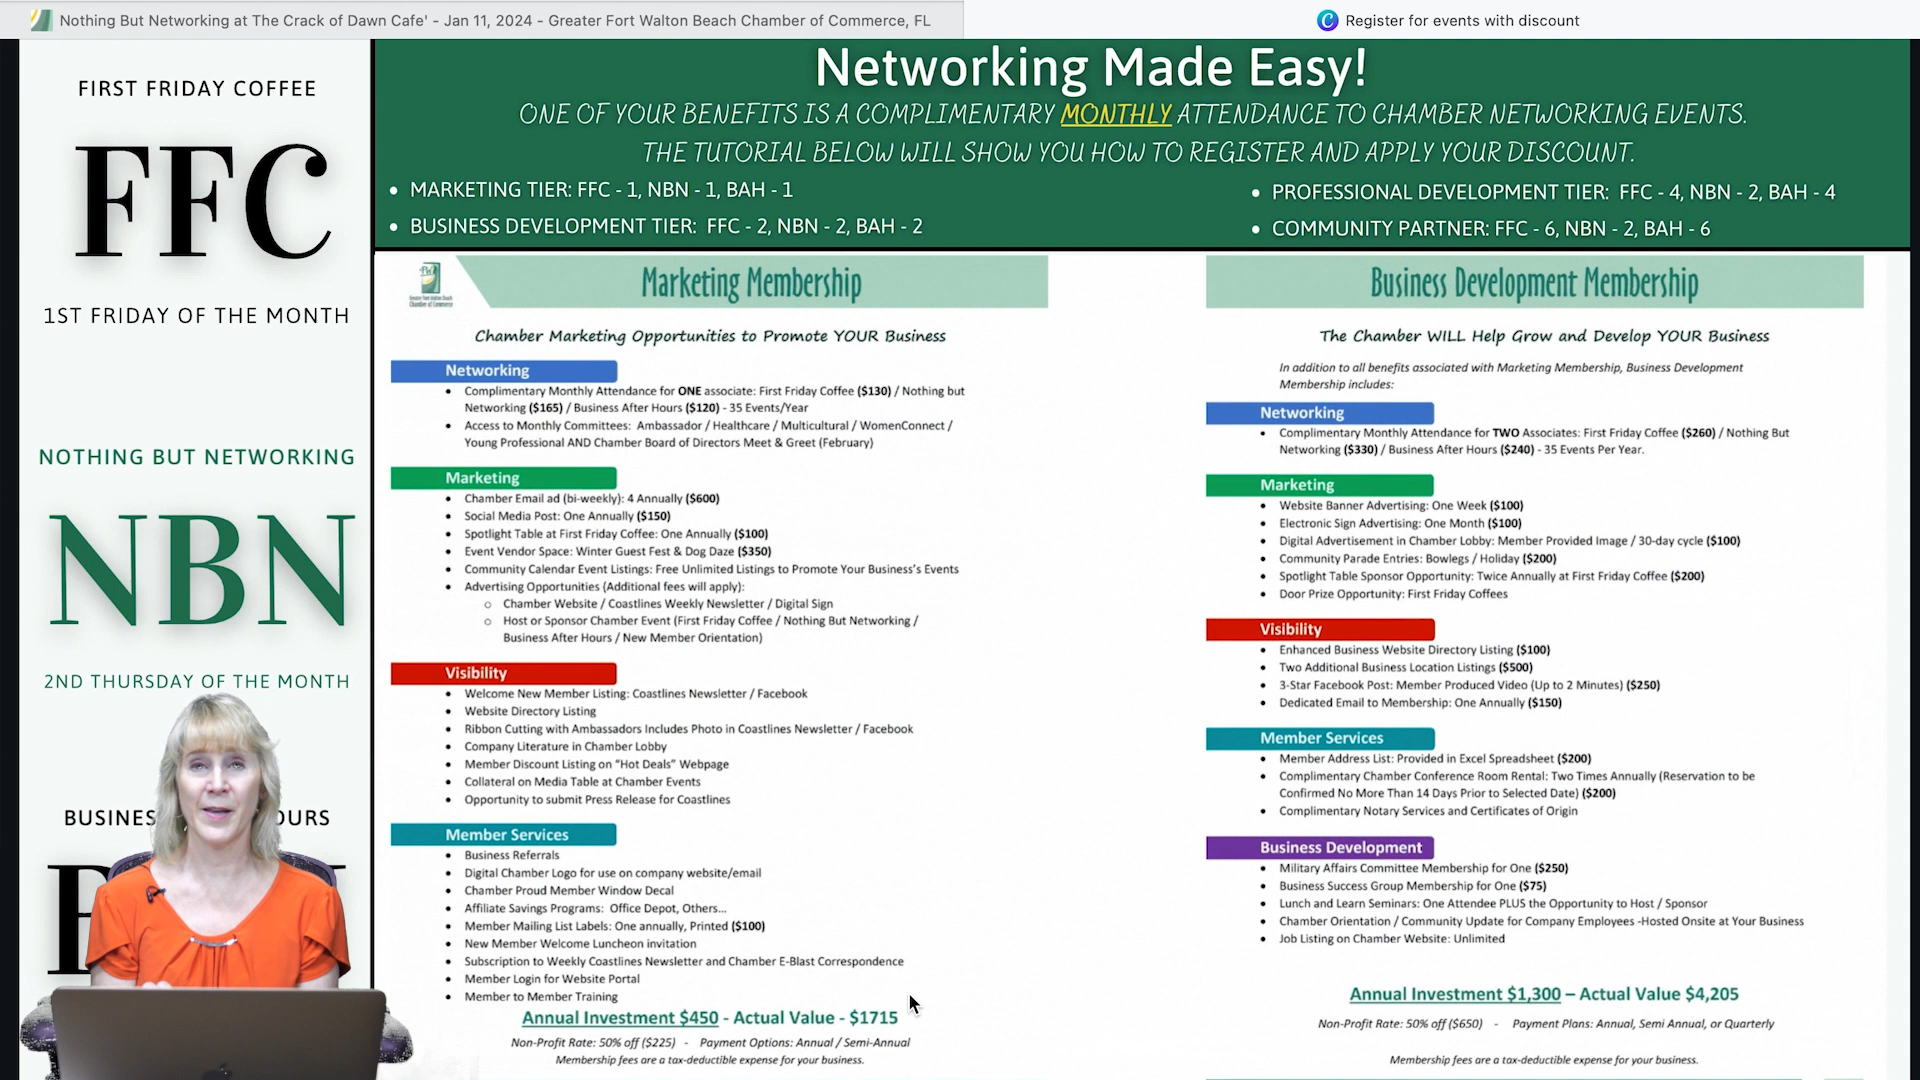 Nothing But Networking at The Crack of Dawn Cafe' - Jan 11, 2024 - Greater Fort Walton Beach Chamber of Commerce, FL
Register for events with discount
FIRST FRIDAY COFFEE
FFC
1ST FRIDAY OF THE MONTH
NOTHING BUT NETWORKING
NBN
2ND THURSDAY OF THE MONTH
BUSINES OURS
Networking Made Easy!
ONE OF YOUR BENEFITS IS A COMPLIMENTARY MONTHLY ATTENDANCE TO CHAMBER NETWORKING EVENTS.
THE TUTORIAL BELOW WILL SHOW YOU HOW TO REGISTER AND APPLY YOUR DISCOUNT.
• MARKETING TIER: FFC - 1, NBN - 1, BAH - 1
• BUSINESS DEVELOPMENT TIER: FFC - 2, NBN - 2, BAH - 2
• PROFESSIONAL DEVELOPMENT TIER: FFC - 4, NBN - 2, BAH - 4
• COMMUNITY PARTNER: FFC - 6, NBN - 2, BAH - 6
Greater Fort Walton Beach
Chamber of Commerce
Marketing Membership
Chamber Marketing Opportunities to Promote YOUR Business
Networking
• Complimentary Monthly Attendance for ONE associate: First Friday Coffee ($130) / Nothing but
Networking ($165) / Business After Hours ($120) - 35 Events/Year
• Access to Monthly Committees: Ambassador / Healthcare / Multicultural / WomenConnect /
Young Professional AND Chamber Board of Directors Meet & Greet (February)
Marketing
• Chamber Email ad (bi-weekly): 4 Annually ($600)
• Social Media Post: One Annually ($150)
• Spotlight Table at First Friday Coffee: One Annually ($100)
• Event Vendor Space: Winter Guest Fest & Dog Daze ($350)
• Community Calendar Event Listings: Free Unlimited Listings to Promote Your Business's Events
• Advertising Opportunities (Additional fees will apply):
o Chamber Website / Coastlines Weekly Newsletter / Digital Sign
o Host or Sponsor Chamber Event (First Friday Coffee / Nothing But Networking /
Business After Hours / New Member Orientation)
Visibility
• Welcome New Member Listing: Coastlines Newsletter / Facebook
• Website Directory Listing
• Ribbon Cutting with Ambassadors Includes Photo in Coastlines Newsletter / Facebook
• Company Literature in Chamber Lobby
• Member Discount Listing on “Hot Deals” Webpage
• Collateral on Media Table at Chamber Events
• Opportunity to submit Press Release for Coastlines
Member Services
• Business Referrals
• Digital Chamber Logo for use on company website/email
• Chamber Proud Member Window Decal
• Affiliate Savings Programs: Office Depot, Others...
• Member Mailing List Labels: One annually, Printed ($100)
• New Member Welcome Luncheon invitation
• Subscription to Weekly Coastlines Newsletter and Chamber E-Blast Correspondence
• Member Login for Website Portal
• Member to Member Training
Annual Investment $450 - Actual Value - $1715
Non-Profit Rate: 50% off ($225) - Payment Options: Annual / Semi-Annual
Membership fees are a tax-deductible expense for your business.
Business Development Membership
The Chamber WILL Help Grow and Develop YOUR Business
In addition to all benefits associated with Marketing Membership, Business Development
Membership includes:
Networking
• Complimentary Monthly Attendance for TWO Associates: First Friday Coffee ($260) / Nothing But
Networking ($330) / Business After Hours ($240) - 35 Events Per Year.
Marketing
• Website Banner Advertising: One Week ($100)
• Electronic Sign Advertising: One Month ($100)
• Digital Advertisement in Chamber Lobby: Member Provided Image / 30-day cycle ($100)
• Community Parade Entries: Bowlegs / Holiday ($200)
• Spotlight Table Sponsor Opportunity: Twice Annually at First Friday Coffee ($200)
• Door Prize Opportunity: First Friday Coffees
Visibility
• Enhanced Business Website Directory Listing ($100)
• Two Additional Business Location Listings ($500)
• 3-Star Facebook Post: Member Produced Video (Up to 2 Minutes) ($250)
• Dedicated Email to Membership: One Annually ($150)
Member Services
• Member Address List: Provided in Excel Spreadsheet ($200)
• Complimentary Chamber Conference Room Rental: Two Times Annually (Reservation to be
Confirmed No More Than 14 Days Prior to Selected Date) ($200)
• Complimentary Notary Services and Certificates of Origin
Business Development
• Military Affairs Committee Membership for One ($250)
• Business Success Group Membership for One ($75)
• Lunch and Learn Seminars: One Attendee PLUS the Opportunity to Host / Sponsor
• Chamber Orientation / Community Update for Company Employees -Hosted Onsite at Your Business
• Job Listing on Chamber Website: Unlimited
Annual Investment $1,300 – Actual Value $4,205
Non-Profit Rate: 50% off ($650) - Payment Plans: Annual, Semi Annual, or Quarterly
Membership fees are a tax-deductible expense for your business.